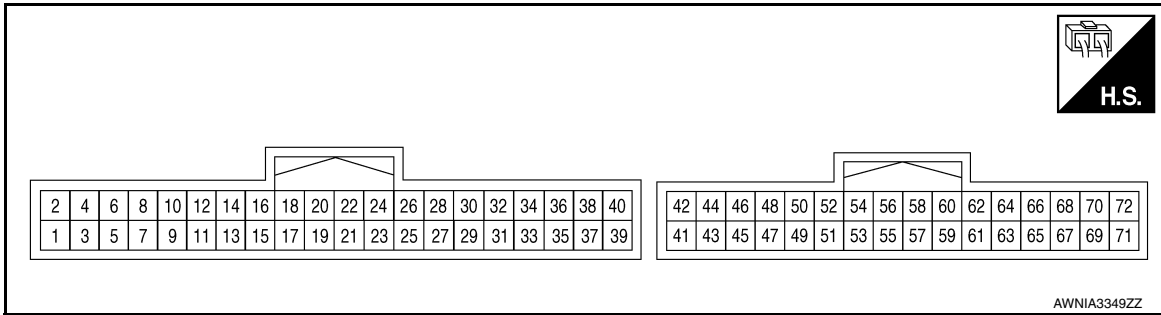 H.S.
2 4 6 8 10 12 14 16 18 20 22 24 26 28 30 32 34 36 38 40
1 3 5 7 9 11 13 15 17 19 21 23 25 27 29 31 33 35 37 39
42 44 46 48 50 52 54 56 58 60 62 64 66 68 70 72
41 43 45 47 49 51 53 55 57 59 61 63 65 67 69 71
AWNIA3349ZZ